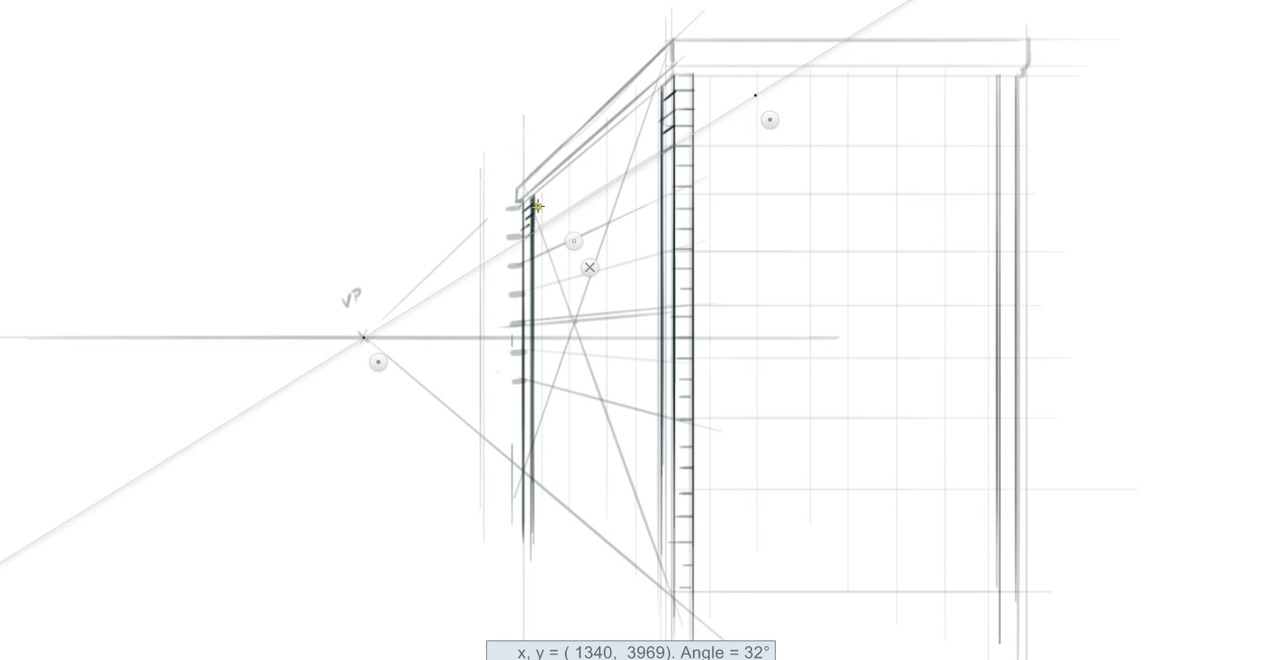 VP
x, y = ( 1340, 3969). Angle = 32°